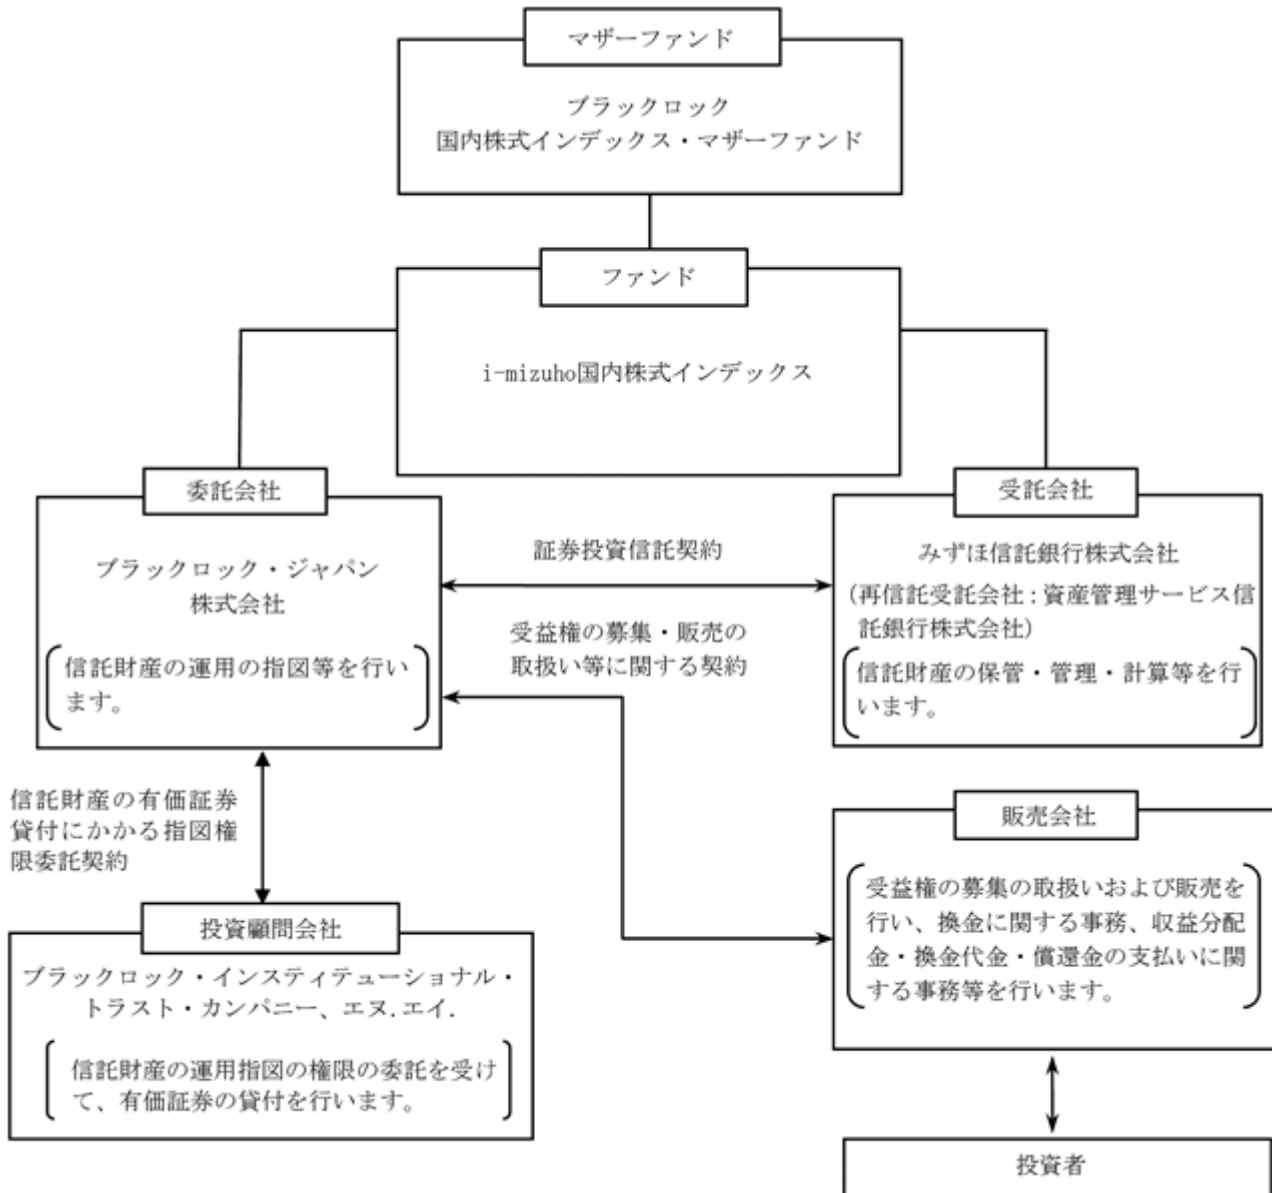 マザーファンド
ブラックロック
国内株式インデックス・マザーファンド
ファンド
i-mizuho国内株式インデックス
委託会社
ブラックロック・ジャパン
株式会社
信託財産の運用の指図等を行い
ます。
証券投資信託契約
受益権の募集・販売の
取扱い等に関する契約
受託会社
みずほ信託銀行株式会社
(再信託受託会社:資産管理サービス信
託銀行株式会社)
信託財産の保管・管理・計算等を行
います。
信託財産の有価証券
貸付にかかる指図権
限委託契約
投資顧問会社
ブラックロック・インスティテューショナル・
トラスト・カンパニー、エヌ.エイ.
信託財産の運用指図の権限の委託を受け
て、有価証券の貸付を行います。
販売会社
受益権の募集の取扱いおよび販売を
行い、換金に関する事務、収益分配
金・換金代金・償還金の支払いに関
する事務等を行います。
投資者